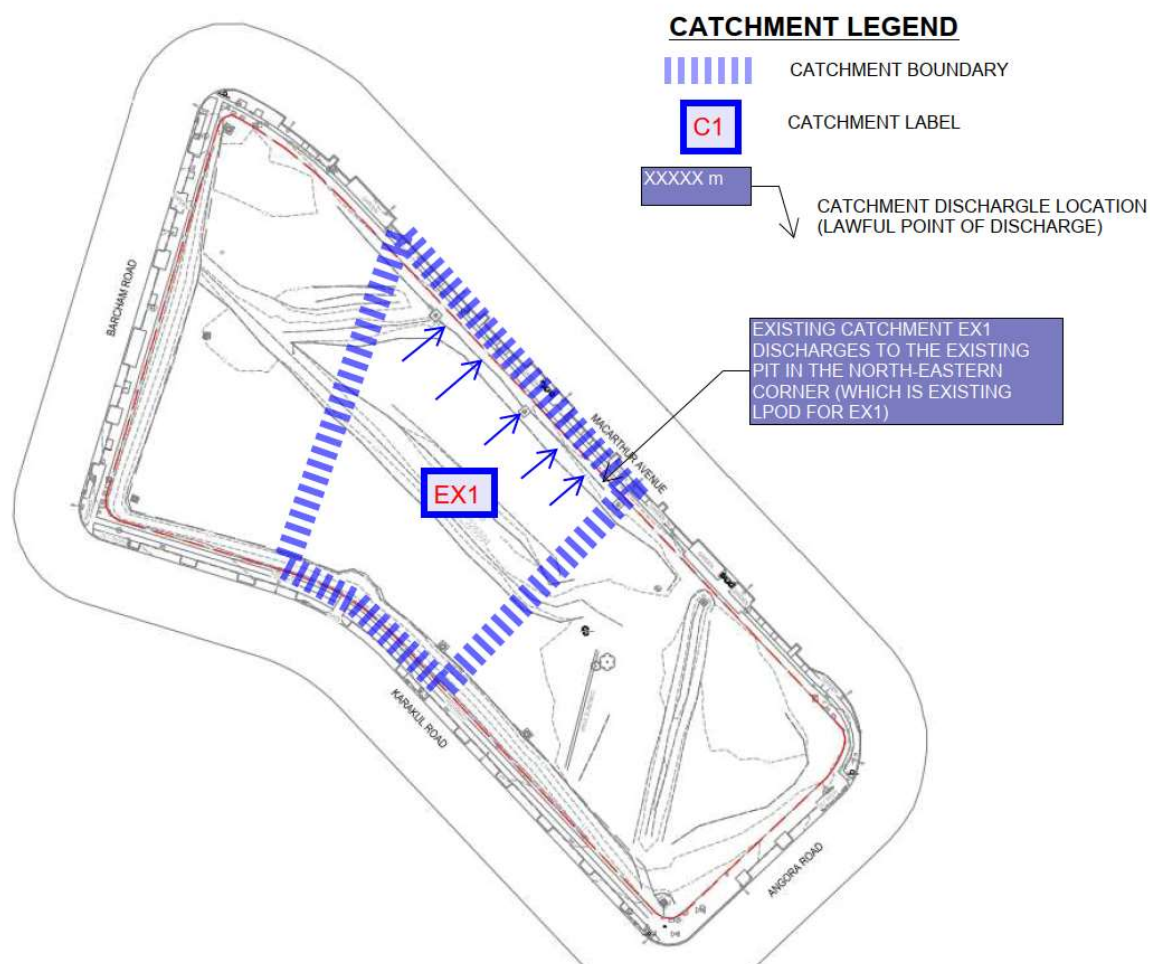 CATCHMENT LEGEND
CATCHMENT BOUNDARY
C1
CATCHMENT LABEL
XXXXX m
CATCHMENT DISCHARGLE LOCATION
(LAWFUL POINT OF DISCHARGE)
BARCHAM ROAD
EXISTING CATCHMENT EX1
DISCHARGES TO THE EXISTING
PIT IN THE NORTH-EASTERN
CORNER (WHICH IS EXISTING
LPOD FOR EX1)
MACARTHUR AVENUE
EX1
KARAKUL ROAD
ANGORA ROAD